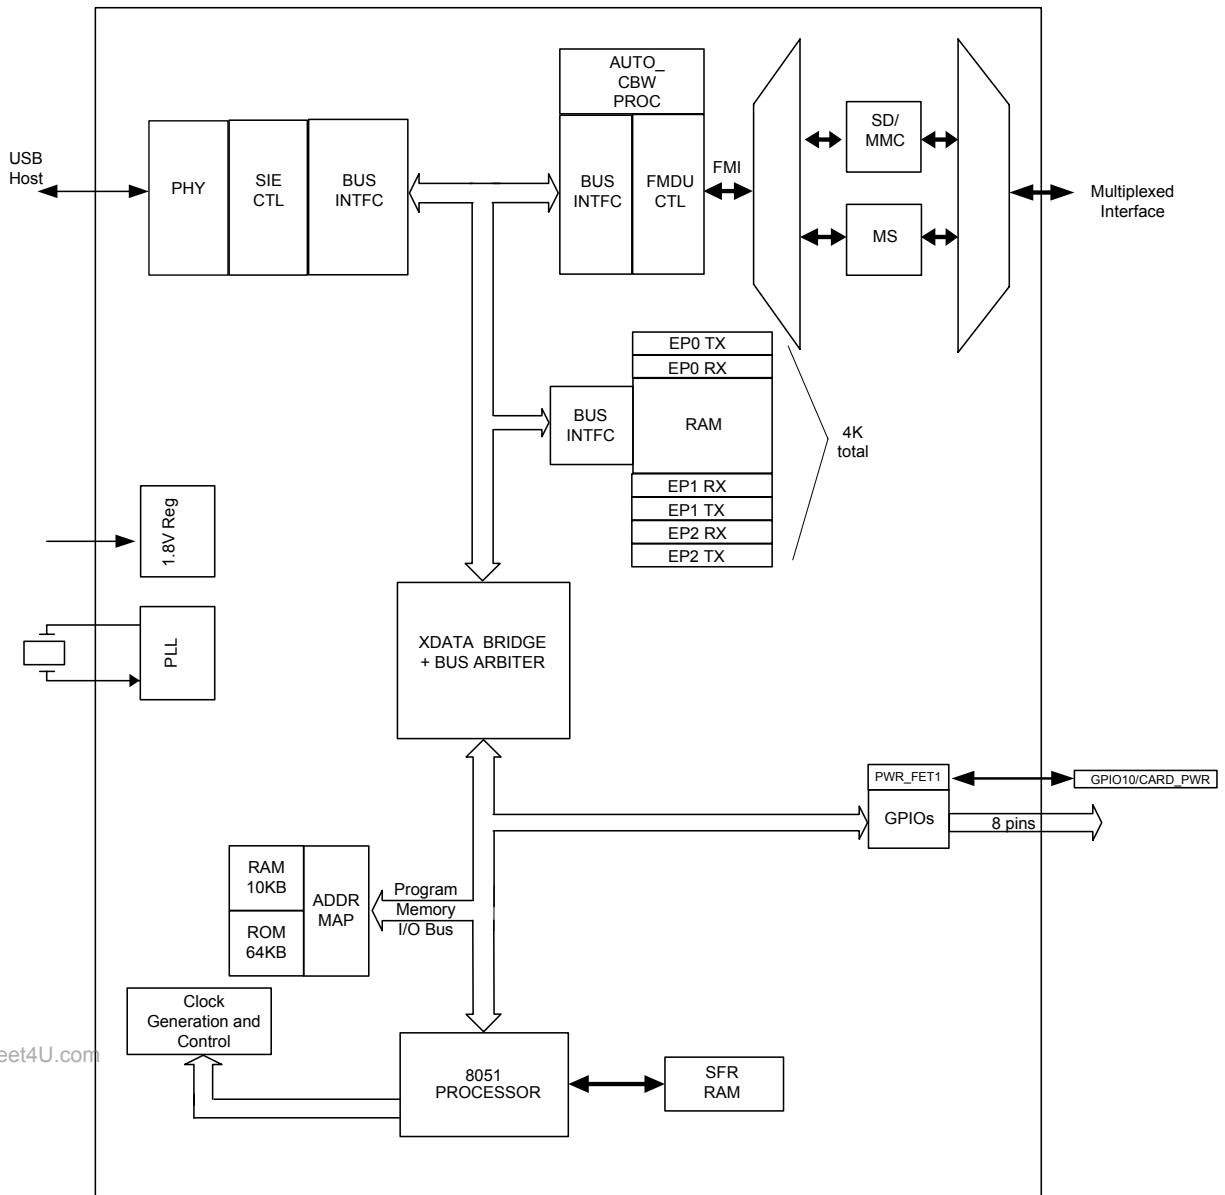 AUTO_
CBW
PROC
USB
Host
PHY
SIE
CTL
BUS
INTFC
BUS
INTFC
FMDU
CTL
FMI
SD/
MMC
MS
Multiplexed
Interface
EP0 TX
EP0 RX
BUS
INTFC
RAM
4K
total
EP1 RX
EP1 TX
EP2 RX
EP2 TX
1.8V Reg
PLL
XDATA BRIDGE
+ BUS ARBITER
PWR_FET1
GPIO10/CARD_PWR
GPIOs
8 pins
RAM
10KB
ROM
64KB
ADDR
MAP
Program
Memory
I/O Bus
Clock
Generation and
Control
eet4U.com
8051
PROCESSOR
SFR
RAM